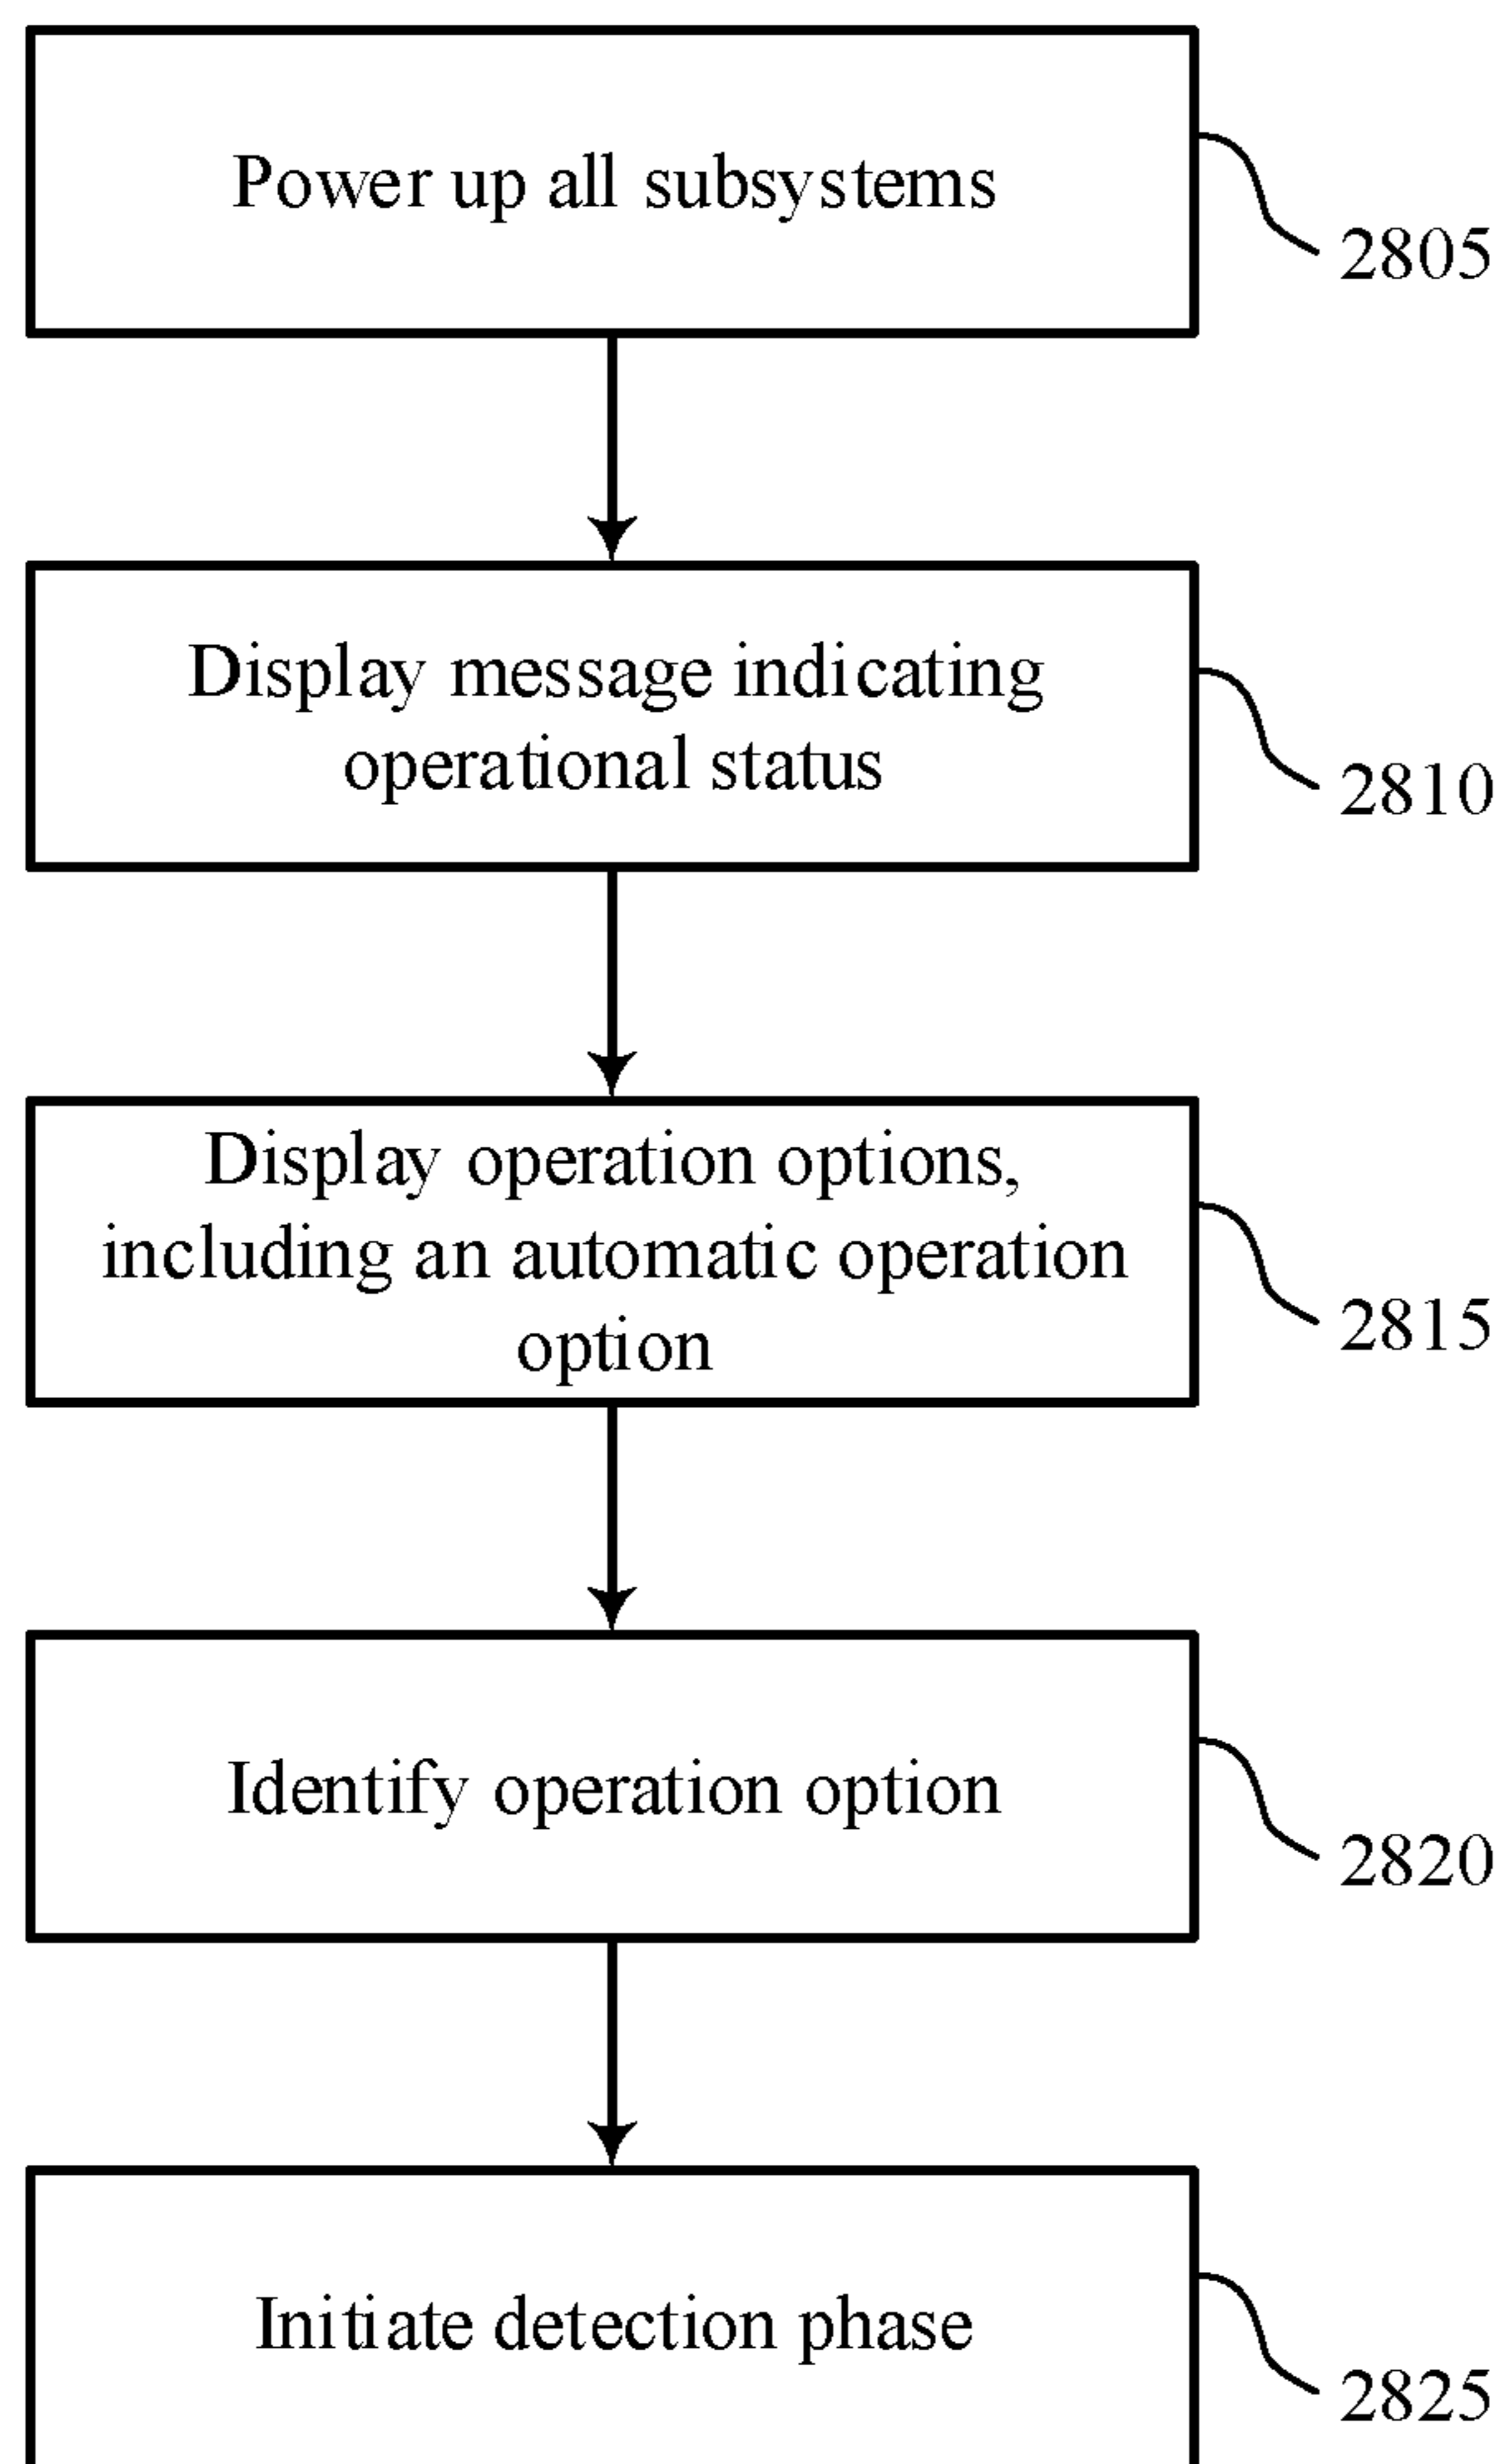 Power up all subsystems
2805
Display message indicating
operational status
2810
Display operation options,
including an automatic operation
option
2815
Identify operation option
2820
Initiate detection phase
2825